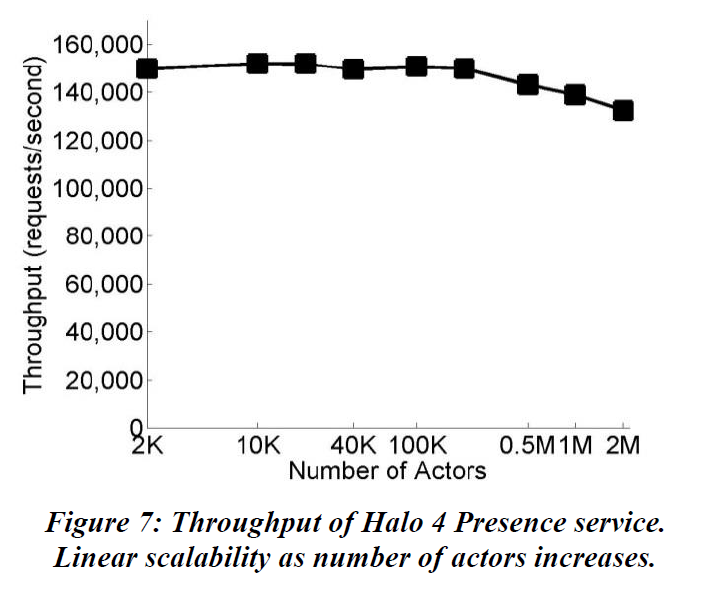 160,000
140,000
120,000
100,000
80,000
60,000
40,000
20,000
0
Throughput (requests/second)
2K 10K 40K 100K 0.5M 1M 2M
Number of Actors
Figure 7: Throughput of Halo 4 Presence service.
Linear scalability as number of actors increases.